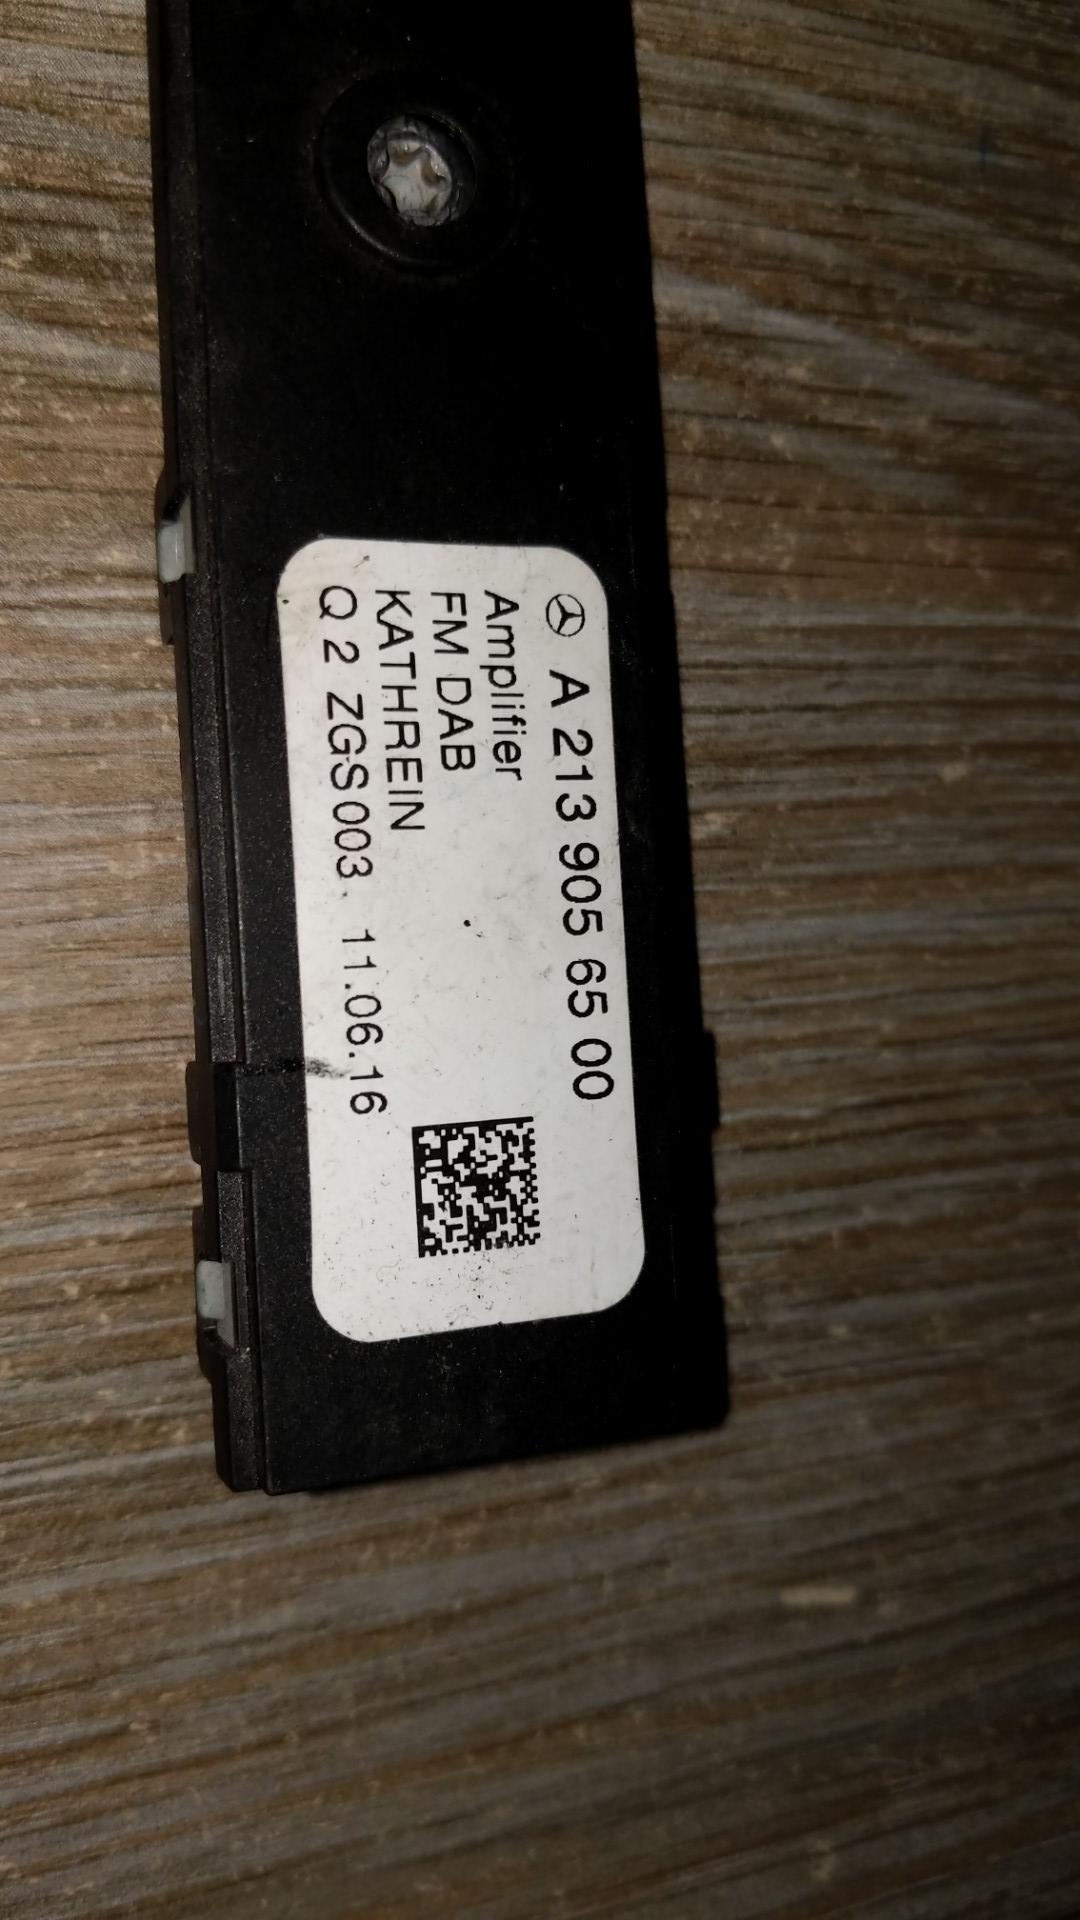 A 213 905 65 00
Amplifier
FM DAB
KATHREIN
Q 2 ZGS003 11.06.16